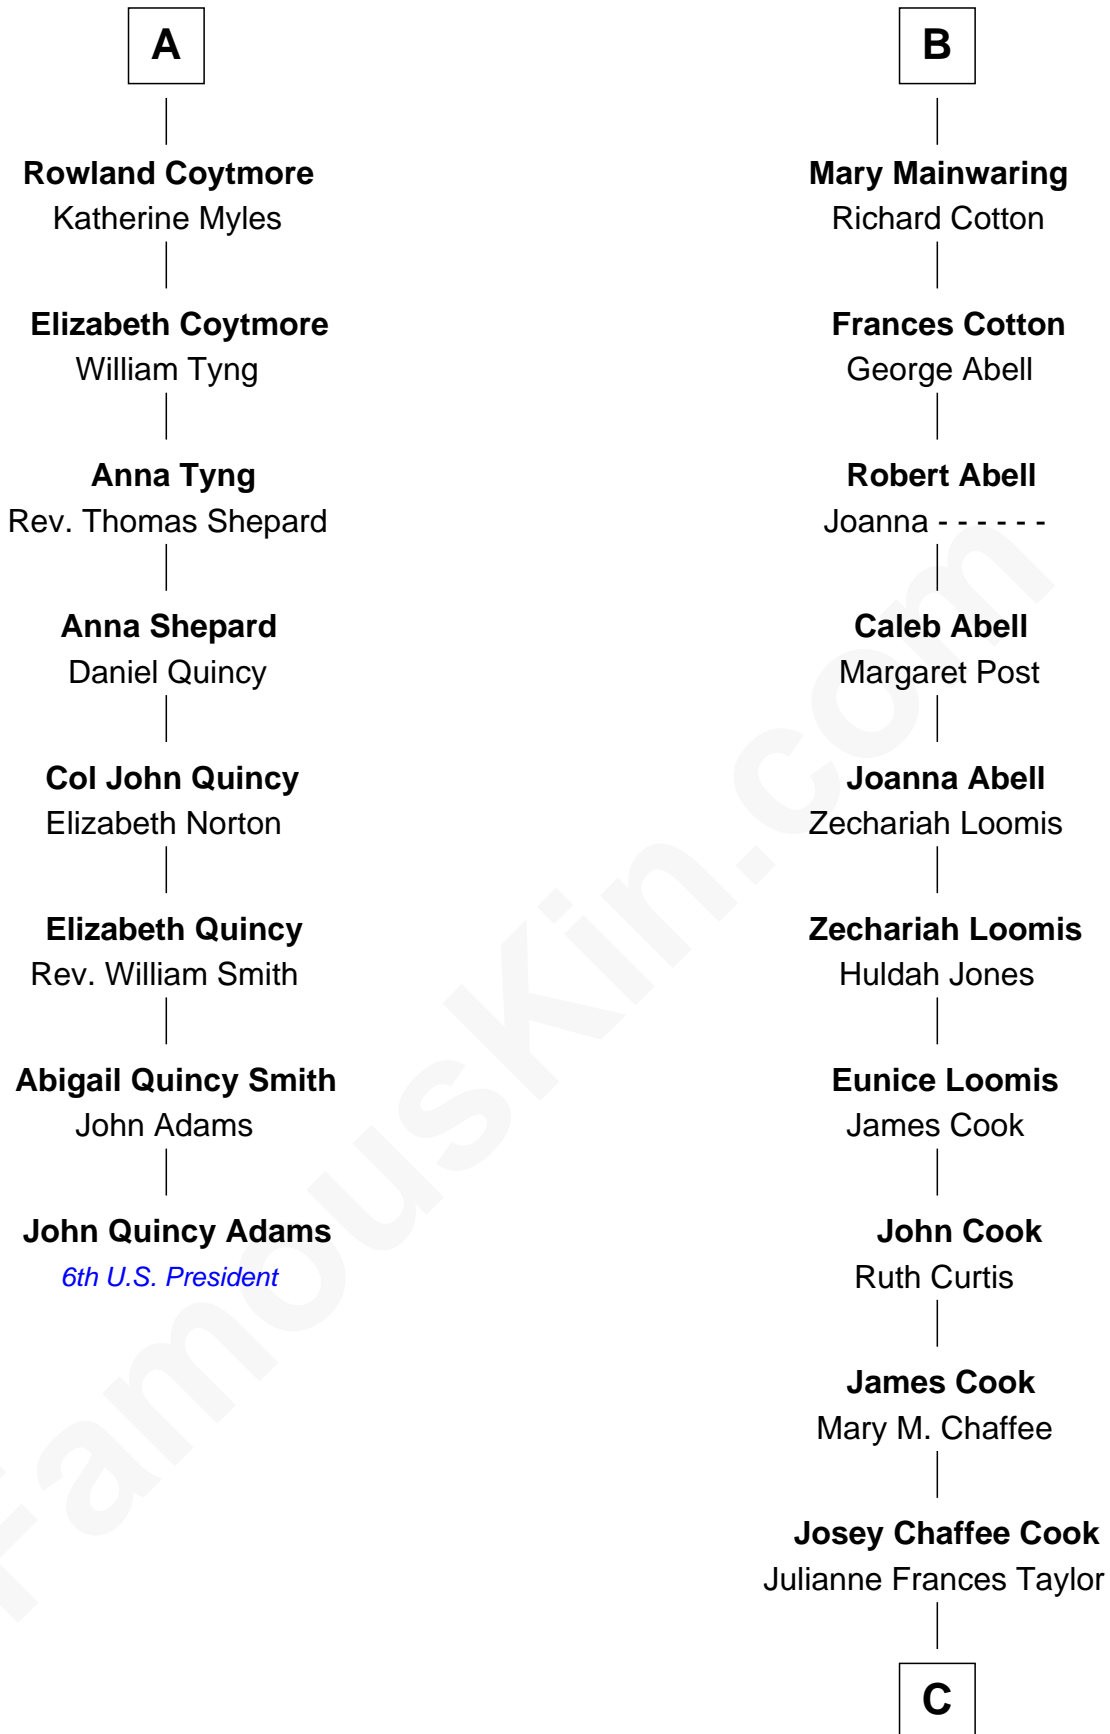 A
Rowland Coytmore
Katherine Myles
Elizabeth Coytmore
William Tyng
Anna Tyng
Rev. Thomas Shepard
Anna Shepard
Daniel Quincy
Col John Quincy
Elizabeth Norton
Elizabeth Quincy
Rev. William Smith
Abigail Quincy Smith
John Adams
John Quincy Adams
6th U.S. President
B
Mary Mainwaring
Richard Cotton
Frances Cotton
George Abell
Robert Abell
Joanna - - - - - -
Caleb Abell
Margaret Post
Joanna Abell
Zechariah Loomis
Zechariah Loomis
Huldah Jones
Eunice Loomis
James Cook
John Cook
Ruth Curtis
James Cook
Mary M. Chaffee
Josey Chaffee Cook
Julianne Frances Taylor
C
FamousKin.com